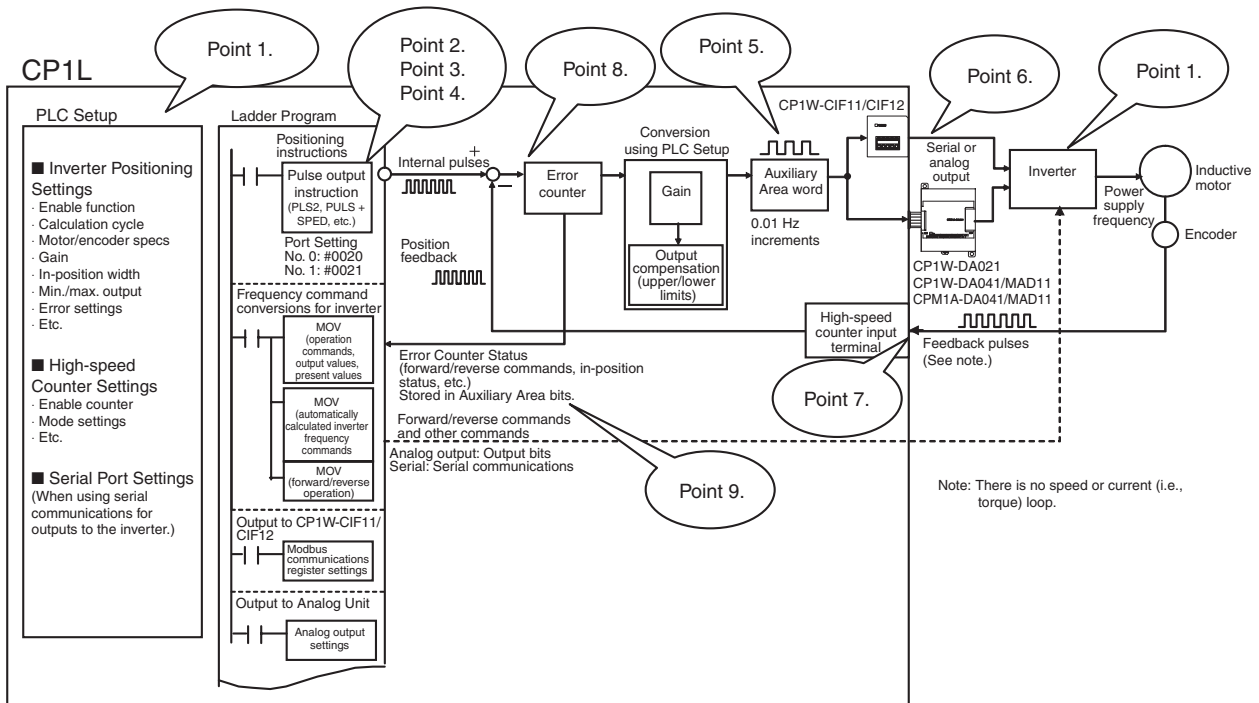 Point 1.
Point 2.
Point 3.
Point 4.
Point 8.
Point 5.
Point 6.
Point 1.
CP1L
PLC Setup
■ Inverter Positioning
Settings
· Enable function
· Calculation cycle
· Motor/encoder specs
· Gain
· In-position width
· Min./max. output
· Error settings
· Etc.
■ High-speed
Counter Settings
· Enable counter
· Mode settings
· Etc.
■ Serial Port Settings
(When using serial
communications for
outputs to the inverter.)
Ladder Program
Positioning
instructions
Pulse output
instruction
(PLS2, PULS +
SPED, etc.)
Port Setting
No. 0: #0020
No. 1: #0021
Frequency command
conversions for inverter
MOV
(operation
commands,
output values,
present values
MOV
(automatically
calculated inverter
frequency
commands
MOV
(forward/reverse
operation)
Output to CP1W-CIF11/
CIF12
Modbus
communications
register settings
Output to Analog Unit
Analog output
settings
Internal pulses
+
−
Position
feedback
Error
counter
Conversion
using PLC Setup
Gain
Output
compensation
(upper/lower
limits)
Auxiliary
Area word
0.01 Hz
increments
CP1W-CIF11/CIF12
Serial or
analog
output
CP1W-DA021
CP1W-DA041/MAD11
CPM1A-DA041/MAD11
Inverter
Power
supply
frequency
Inductive
motor
Encoder
High-speed
counter input
terminal
Feedback pulses
(See note.)
Point 7.
Error Counter Status
(forward/reverse commands, in-position
status, etc.)
Stored in Auxiliary Area bits.
Forward/reverse commands
and other commands
Analog output: Output bits
Serial: Serial communications
Point 9.
Note: There is no speed or current (i.e.,
torque) loop.